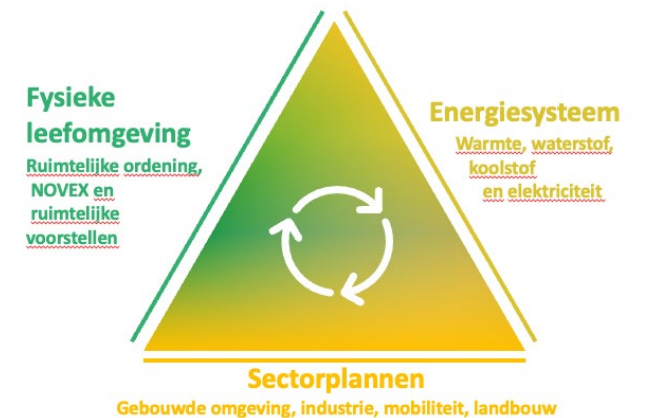 Fysieke
leefomgeving
Ruimtelijke ordening,
NOVEX en
ruimtelijke
voorstellen
Energiesysteem
Warmte, waterstof,
koolstof
en elektriciteit
Sectorplannen
Gebouwde omgeving, industrie, mobiliteit, landbouw